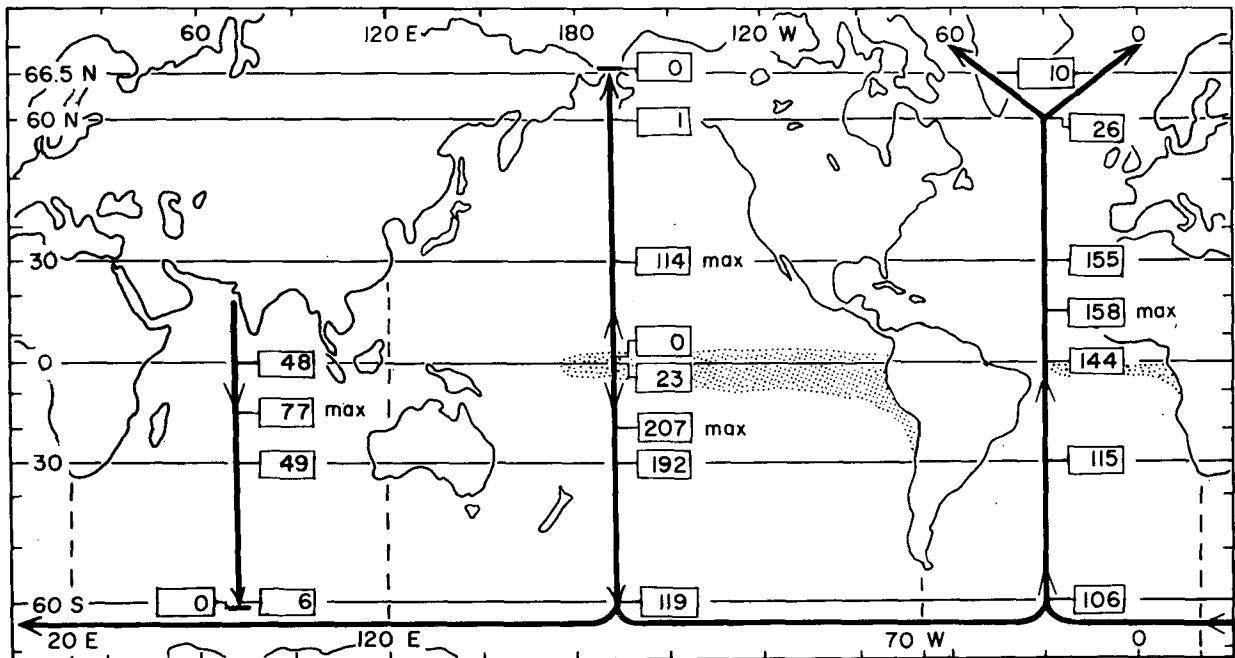 60 120 E 180 120 W 60 0
66.5 N 0 10
60 N 1 26
30 114 max 155
158 max
0 48 0 144
23
77 max
207 max
30 49 192 115
60 S 0 6 119 106
20 E 120 E 70 W 0